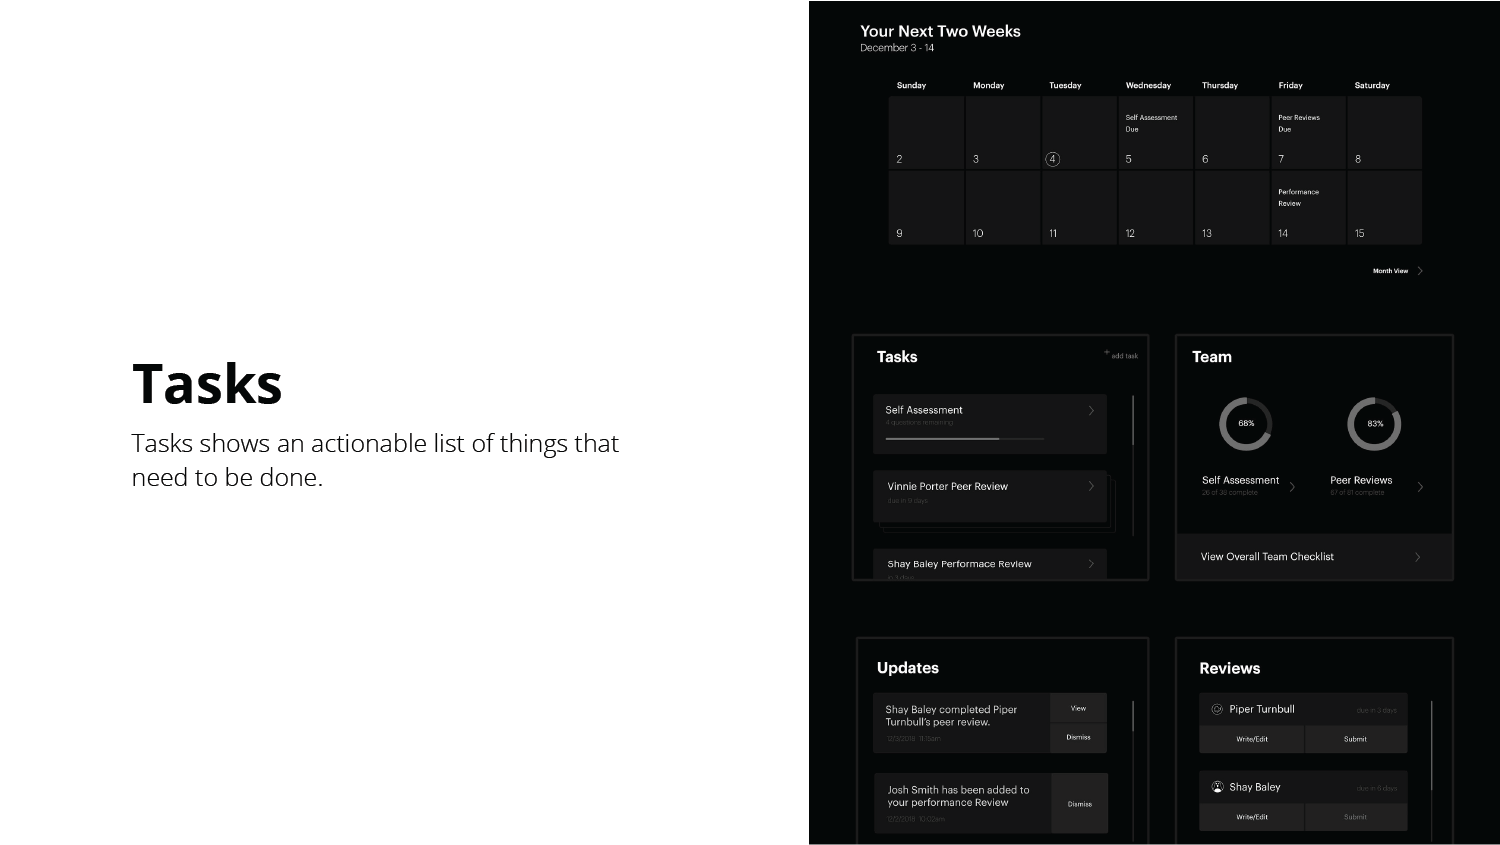 Tasks
Tasks shows an actionable list of things that
need to be done.
Your Next Two Weeks
December 3 - 14
Sunday Monday Tuesday Wednesday Thursday Friday Saturday
Self Assessment
Due
Peer Reviews
Due
2 3 4 5 6 7 8
Performance
Review
9 10 11 12 13 14 15
Month View
Tasks
+ add task
Self Assessment
4 questions remaining
Vinnie Porter Peer Review
due in 9 days
Shay Baley Performace Review
in 3 days
Team
68% 83%
Self Assessment
26 of 38 complete
Peer Reviews
67 of 81 complete
View Overall Team Checklist
Updates
Shay Baley completed Piper
Turnbull's peer review.
12/3/2018 11:15am
View
Dismiss
Josh Smith has been added to
your performance Review
12/2/2018 10:02am
Dismiss
Reviews
Piper Turnbull
due in 3 days
Write/Edit Submit
Shay Baley
due in 6 days
Write/Edit Submit